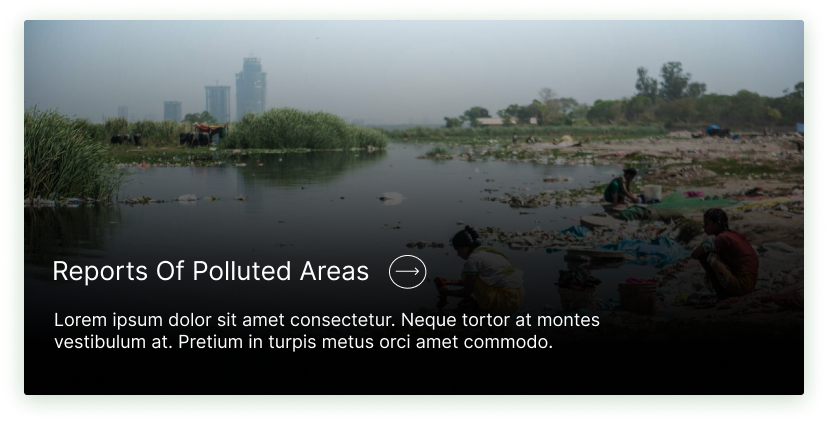 Reports Of Polluted Areas
Lorem ipsum dolor sit amet consectetur. Neque tortor at montes
vestibulum at. Pretium in turpis metus orci amet commodo.